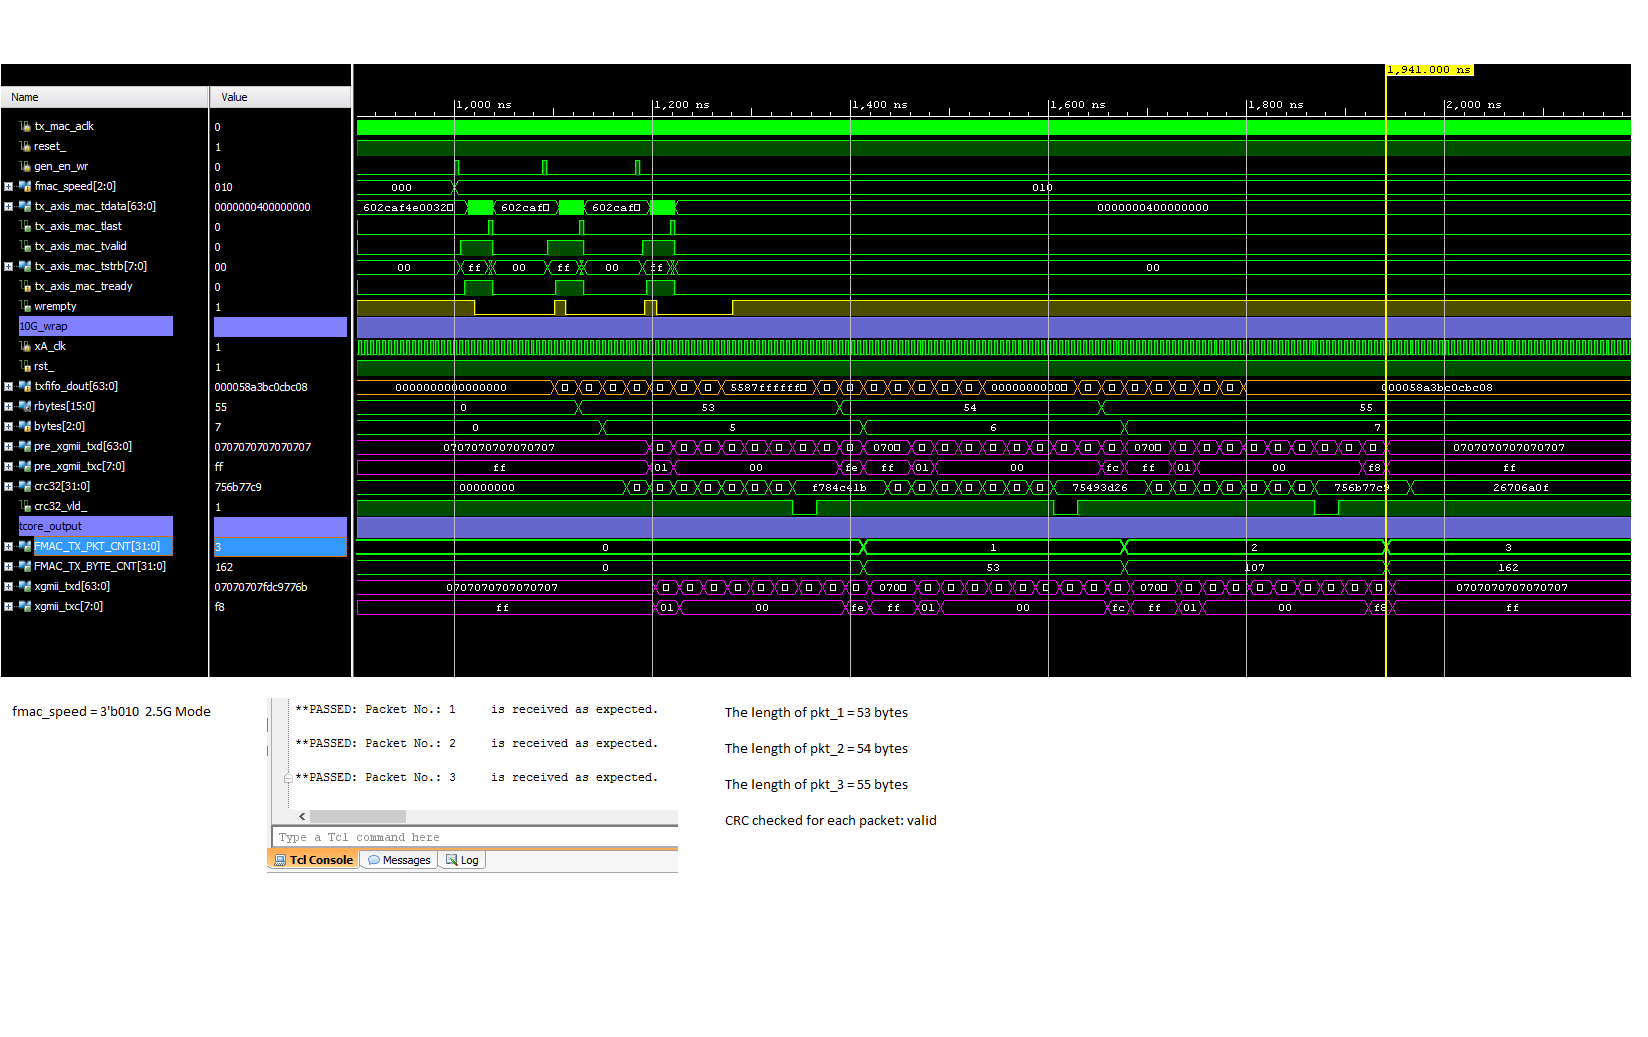 1,941.000 ns
Name Value
1,000 ns 1,200 ns 1,400 ns 1,600 ns 1,800 ns 2,000 ns
tx_mac_aclk 0
reset_ 1
gen_en_wr 0
fmac_speed[2:0] 010 000 010
tx_axis_mac_tdata[63:0] 0000000400000000 602caf4e0032 602caf 602caf 0000000400000000
tx_axis_mac_tlast 0
tx_axis_mac_tvalid 0
tx_axis_mac_tstrb[7:0] 00 00 ff 00 ff 00 ff 00
tx_axis_mac_tready 0
wrempty 1
10G_wrap
xA_clk 1
rst_ 1
txfifo_dout[63:0] 000058a3bc0cbc08 0000000000000000 5587ffffff 0000000000 000058a3bc0cbc08
rbytes[15:0] 55 0 53 54 55
bytes[2:0] 7 0 5 6 7
pre_xgmii_txd[63:0] 0707070707070707 0707070707070707 070 070 0707070707070707
pre_xgmii_txc[7:0] ff ff 01 00 fe ff 01 00 fc ff 01 00 f8 ff
crc32[31:0] 756b77c9 00000000 f784c41b 75493d26 756b77c9 26706a0f
crc32_vld_ 1
tcore_output
FMAC_TX_PKT_CNT[31:0] 3 0 1 2 3
FMAC_TX_BYTE_CNT[31:0] 162 0 53 107 162
xgmii_txd[63:0] 07070707fdc9776b 0707070707070707 070 070 0707070707070707
xgmii_txc[7:0] f8 ff 01 00 fe ff 01 00 fc ff 01 00 f8 ff
fmac_speed = 3'b010 2.5G Mode
**PASSED: Packet No.: 1 is received as expected.
**PASSED: Packet No.: 2 is received as expected.
**PASSED: Packet No.: 3 is received as expected.
Type a Tcl command here
Tcl Console Messages Log
The length of pkt_1 = 53 bytes
The length of pkt_2 = 54 bytes
The length of pkt_3 = 55 bytes
CRC checked for each packet: valid